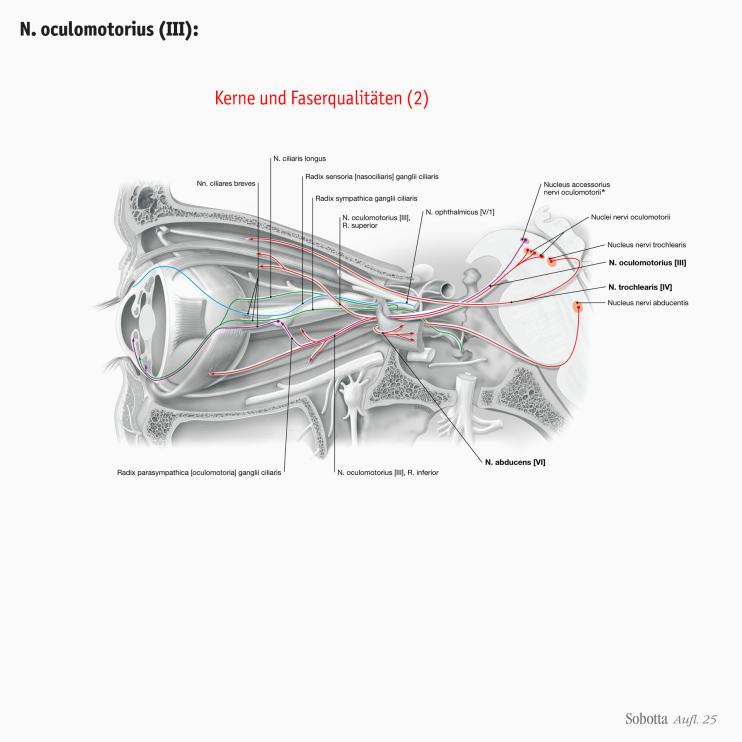 N. oculomotorius (III):
Kerne und Faserqualitäten (2)
N. ciliaris longus
Radix sensoria [nasociliaris] ganglii ciliaris
Nn. ciliares breves
Radix sympathica ganglii ciliaris
N. oculomotorius [III],
R. superior
N. ophthalmicus [V/1]
Nucleus accessorius
nervi oculomotorii*
Nuclei nervi oculomotorii
Nucleus nervi trochlearis
N. oculomotorius [III]
N. trochlearis [IV]
Nucleus nervi abducentis
N. abducens [VI]
Radix parasympathica [oculomotoria] ganglii ciliaris
N. oculomotorius [III], R. inferior
Sobotta Aufl. 25